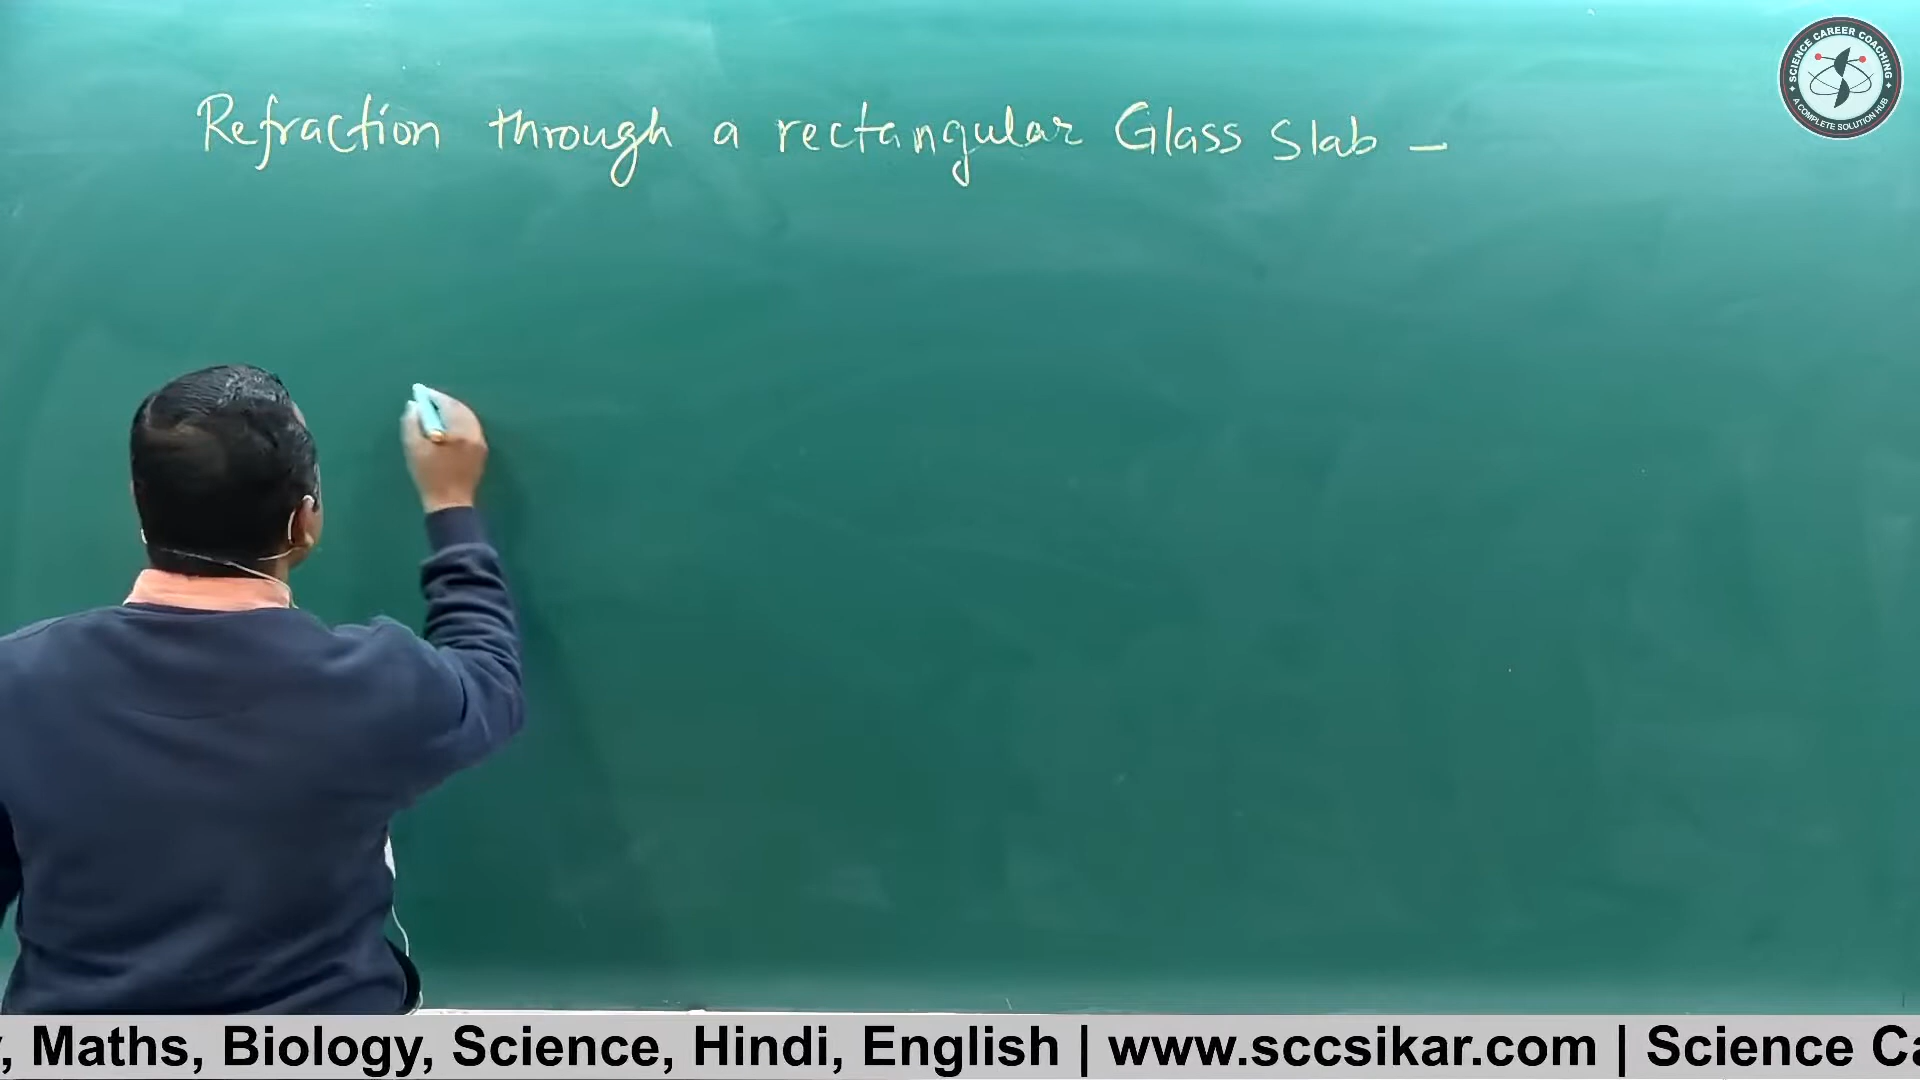 Refraction through a rectangular Glass Slab –
SCIENCE CAREER COACHING
A COMPLETE SOLUTION HUB
, Maths, Biology, Science, Hindi, English | www.sccsikar.com | Science Ca